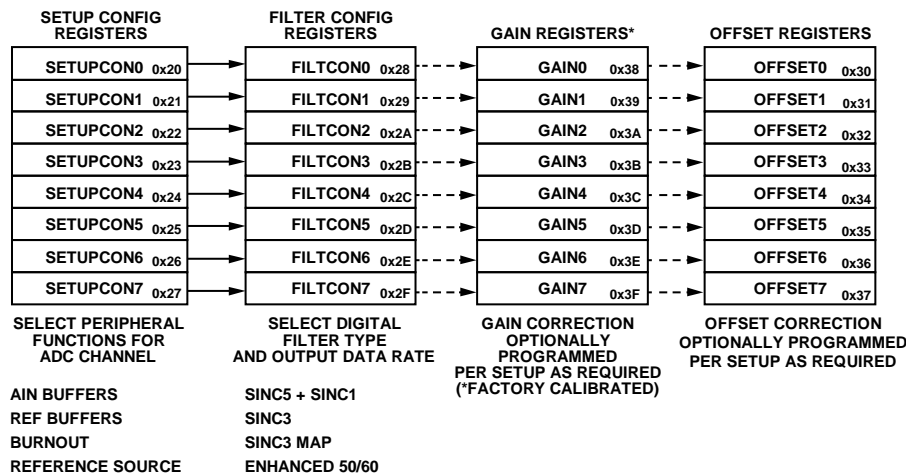 SETUP CONFIG
REGISTERS
FILTER CONFIG
REGISTERS
GAIN REGISTERS*
OFFSET REGISTERS
SETUPCON0 0x20
FILTCON0 0x28
GAIN0 0x38
OFFSET0 0x30
SETUPCON1 0x21
FILTCON1 0x29
GAIN1 0x39
OFFSET1 0x31
SETUPCON2 0x22
FILTCON2 0x2A
GAIN2 0x3A
OFFSET2 0x32
SETUPCON3 0x23
FILTCON3 0x2B
GAIN3 0x3B
OFFSET3 0x33
SETUPCON4 0x24
FILTCON4 0x2C
GAIN4 0x3C
OFFSET4 0x34
SETUPCON5 0x25
FILTCON5 0x2D
GAIN5 0x3D
OFFSET5 0x35
SETUPCON6 0x26
FILTCON6 0x2E
GAIN6 0x3E
OFFSET6 0x36
SETUPCON7 0x27
FILTCON7 0x2F
GAIN7 0x3F
OFFSET7 0x37
SELECT PERIPHERAL
FUNCTIONS FOR
ADC CHANNEL
SELECT DIGITAL
FILTER TYPE
AND OUTPUT DATA RATE
GAIN CORRECTION
OPTIONALLY
PROGRAMMED
PER SETUP AS REQUIRED
(*FACTORY CALIBRATED)
OFFSET CORRECTION
OPTIONALLY PROGRAMMED
PER SETUP AS REQUIRED
AIN BUFFERS
REF BUFFERS
BURNOUT
REFERENCE SOURCE
SINC5 + SINC1
SINC3
SINC3 MAP
ENHANCED 50/60